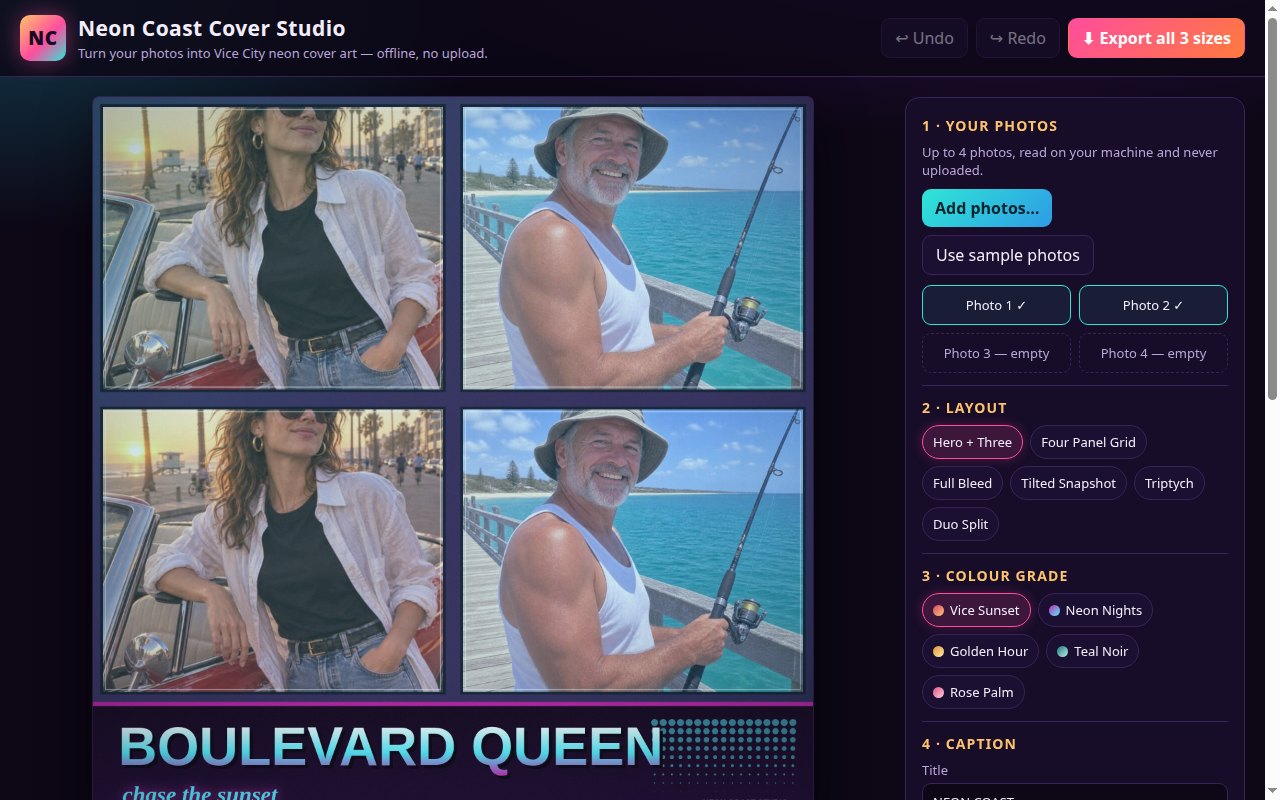 NC
Neon Coast Cover Studio
Turn your photos into Vice City neon cover art — offline, no upload.
↩ Undo
↪ Redo
⬇ Export all 3 sizes
BOULEVARD QUEEN
chase the sunset
1 · YOUR PHOTOS
Up to 4 photos, read on your machine and never
uploaded.
Add photos...
Use sample photos
Photo 1 ✓
Photo 2 ✓
Photo 3 — empty
Photo 4 — empty
2 · LAYOUT
Hero + Three
Four Panel Grid
Full Bleed
Tilted Snapshot
Triptych
Duo Split
3 · COLOUR GRADE
Vice Sunset
Neon Nights
Golden Hour
Teal Noir
Rose Palm
4 · CAPTION
Title
NEON COAST